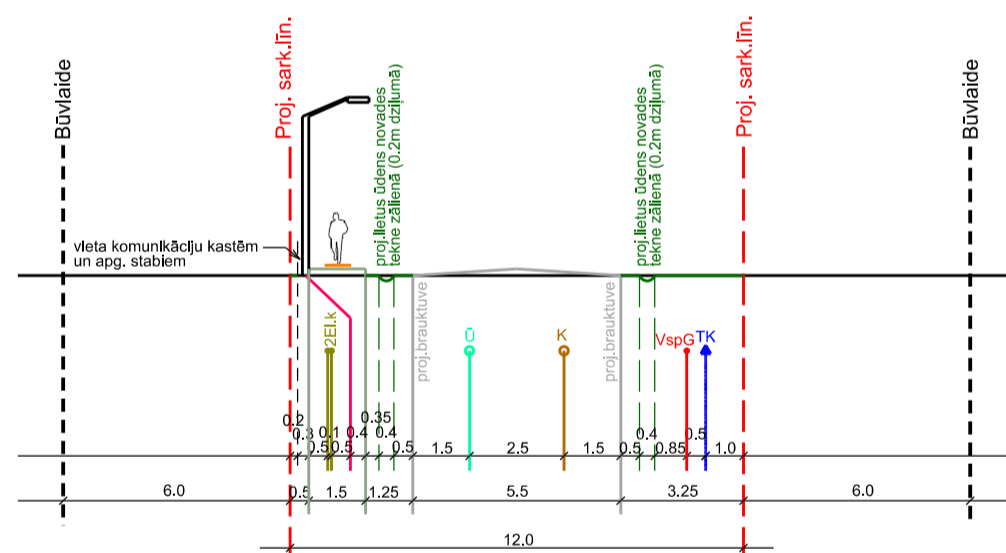 Būvlaide
Proj. sark.līn.
proj.lietus ūdens novades
tekne zālienā (0.2m dziļumā)
proj.lietus ūdens novades
tekne zālienā (0.2m dziļumā)
Proj. sark.līn.
Būvlaide
vieta komunikāciju kastēm
un apg. stabiem
2El.k
proj.brauktuve
Ū
K
proj.brauktuve
VspG
TK
0.2
0.3
0.5
0.1
0.5
0.4
0.35
0.4
0.5
1.5
2.5
1.5
0.5
0.4
0.85
0.5
1.0
6.0
0.5
1.5
1.25
5.5
3.25
6.0
12.0